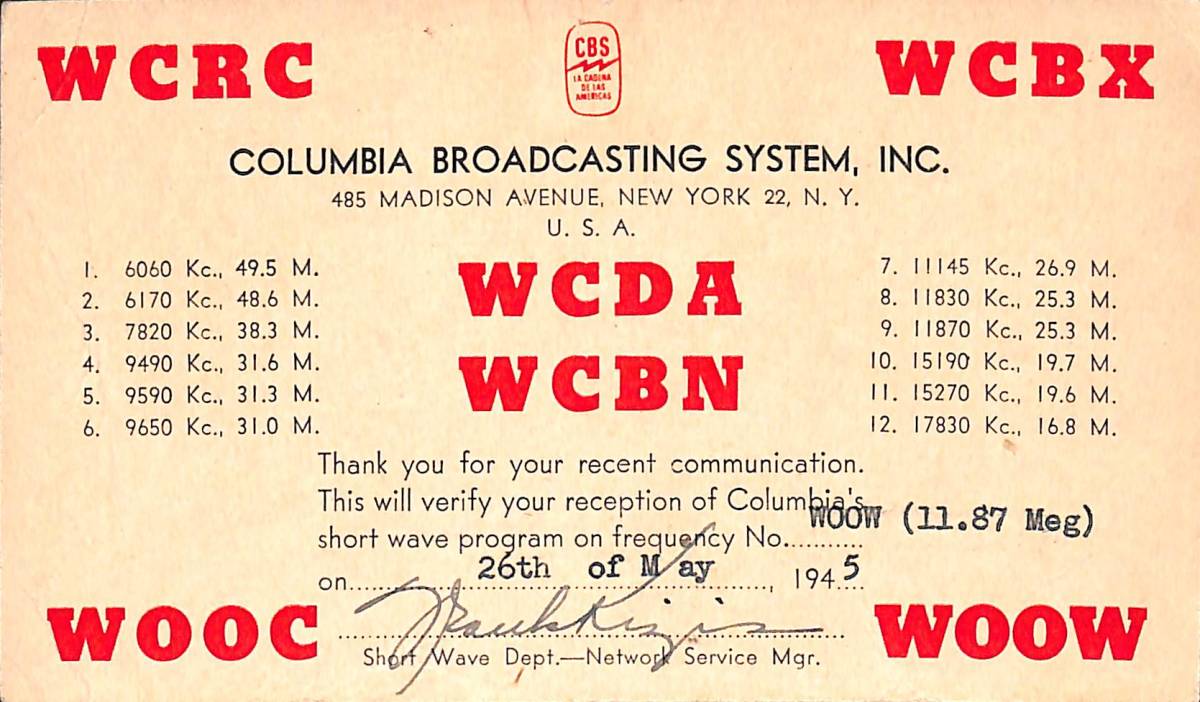 WCRC
CBS
LA CADENA
DE LAS
AMERICAS
WCBX
COLUMBIA BROADCASTING SYSTEM, INC.
485 MADISON AVENUE, NEW YORK 22, N. Y.
U. S. A.
1. 6060 Kc., 49.5 M.
2. 6170 Kc., 48.6 M.
3. 7820 Kc., 38.3 M.
4. 9490 Kc., 31.6 M.
5. 9590 Kc., 31.3 M.
6. 9650 Kc., 31.0 M.
WCDA
WCBN
7. 11145 Kc., 26.9 M.
8. 11830 Kc., 25.3 M.
9. 11870 Kc., 25.3 M.
10. 15190 Kc., 19.7 M.
11. 15270 Kc., 19.6 M.
12. 17830 Kc., 16.8 M.
Thank you for your recent communication.
This will verify your reception of Columbia's
short wave program on frequency No. WOOW (11.87 Meg)
on 26th of May, 1945
WOOC
Short Wave Dept.—Network Service Mgr.
WOOW